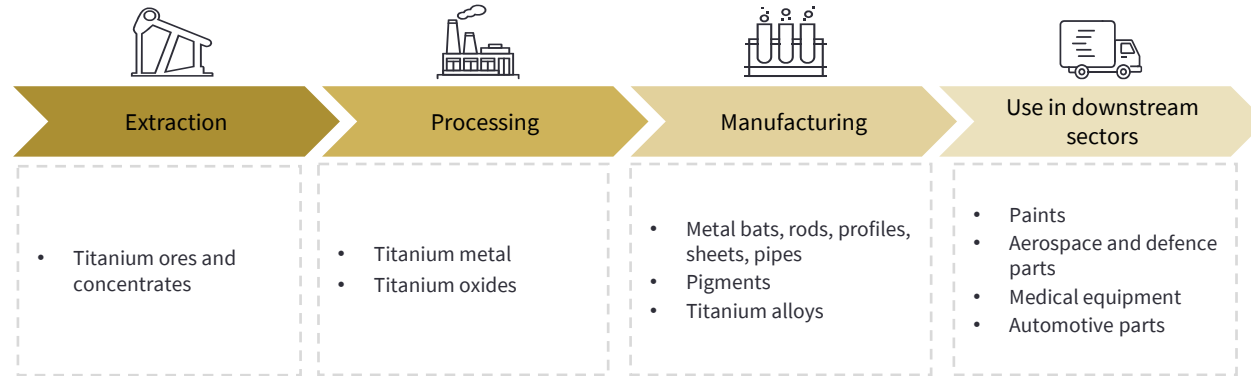 Extraction
Processing
Manufacturing
Use in downstream
sectors
• Titanium ores and
concentrates
• Titanium metal
• Titanium oxides
• Metal bats, rods, profiles,
sheets, pipes
• Pigments
• Titanium alloys
• Paints
• Aerospace and defence
parts
• Medical equipment
• Automotive parts